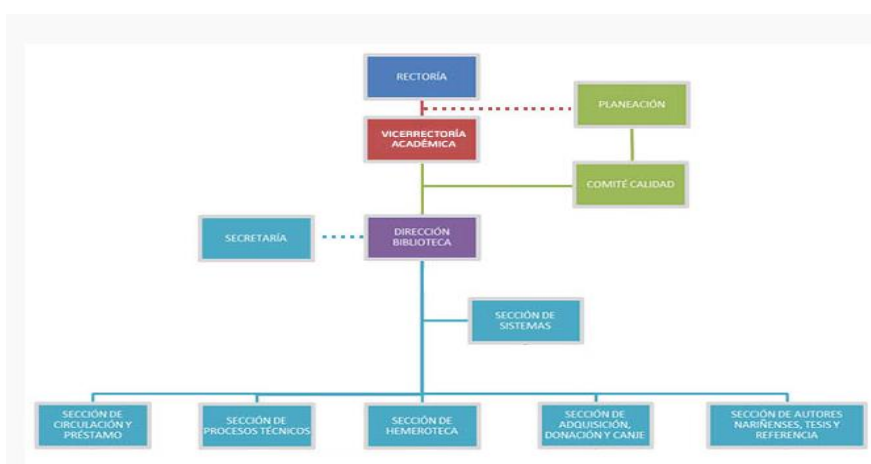 RECTORÍA
PLANEACIÓN
VICERRECTORÍA
ACADÉMICA
COMITÉ CALIDAD
SECRETARÍA
DIRECCIÓN
BIBLIOTECA
SECCIÓN DE
SISTEMAS
SECCIÓN DE
CIRCULACIÓN Y
PRÉSTAMO
SECCIÓN DE
PROCESOS TÉCNICOS
SECCIÓN DE
HEMEROTECA
SECCIÓN DE
ADQUISICIÓN,
DONACIÓN Y CANJE
SECCIÓN DE AUTORES
NARIÑENSES, TESIS Y
REFERENCIA